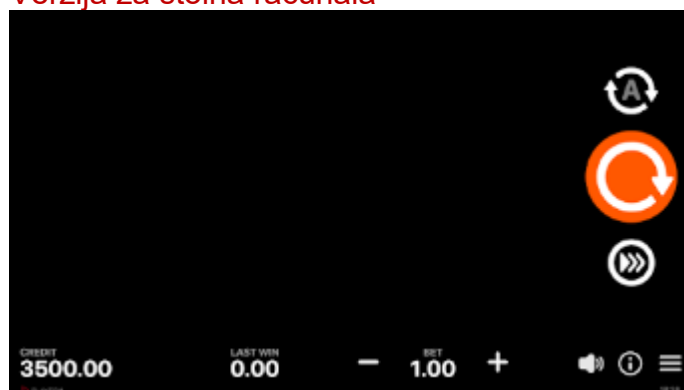 Verzija za stolna računala
A
CREDIT
3500.00
LAST WIN
0.00
BET
1.00